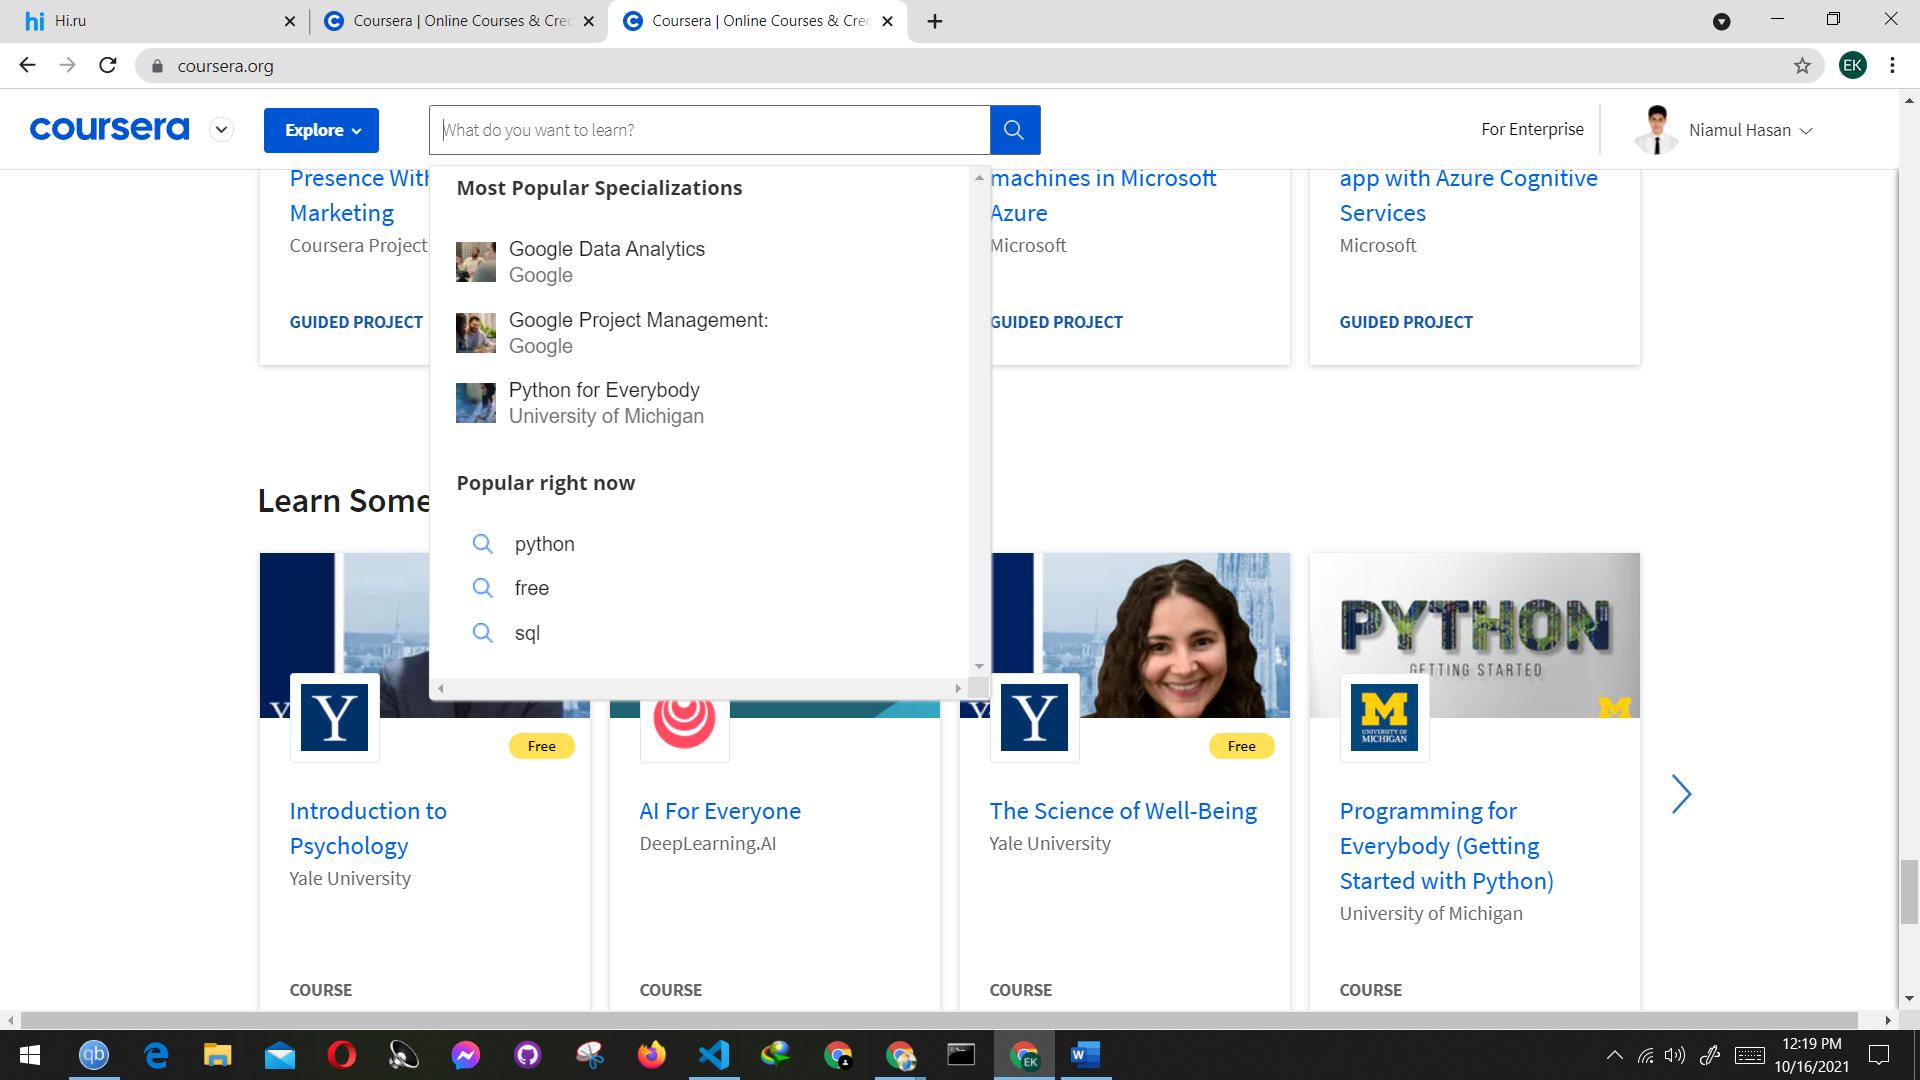 hi Hi.ru
Coursera | Online Courses & Crec
Coursera | Online Courses & Crec
coursera.org
EK
coursera
Explore
What do you want to learn?
For Enterprise
Niamul Hasan
Presence With
Marketing
Coursera Project
GUIDED PROJECT
machines in Microsoft
Azure
Microsoft
GUIDED PROJECT
app with Azure Cognitive
Services
Microsoft
GUIDED PROJECT
Most Popular Specializations
Google Data Analytics
Google
Google Project Management:
Google
Python for Everybody
University of Michigan
Popular right now
python
free
sql
Learn Some
Y
Free
Introduction to
Psychology
Yale University
COURSE
AI For Everyone
DeepLearning.AI
COURSE
Y
Free
The Science of Well-Being
Yale University
COURSE
PYTHON
GETTING STARTED
M
UNIVERSITY OF
MICHIGAN
M
Programming for
Everybody (Getting
Started with Python)
University of Michigan
COURSE
qb
EK
W
12:19 PM
10/16/2021